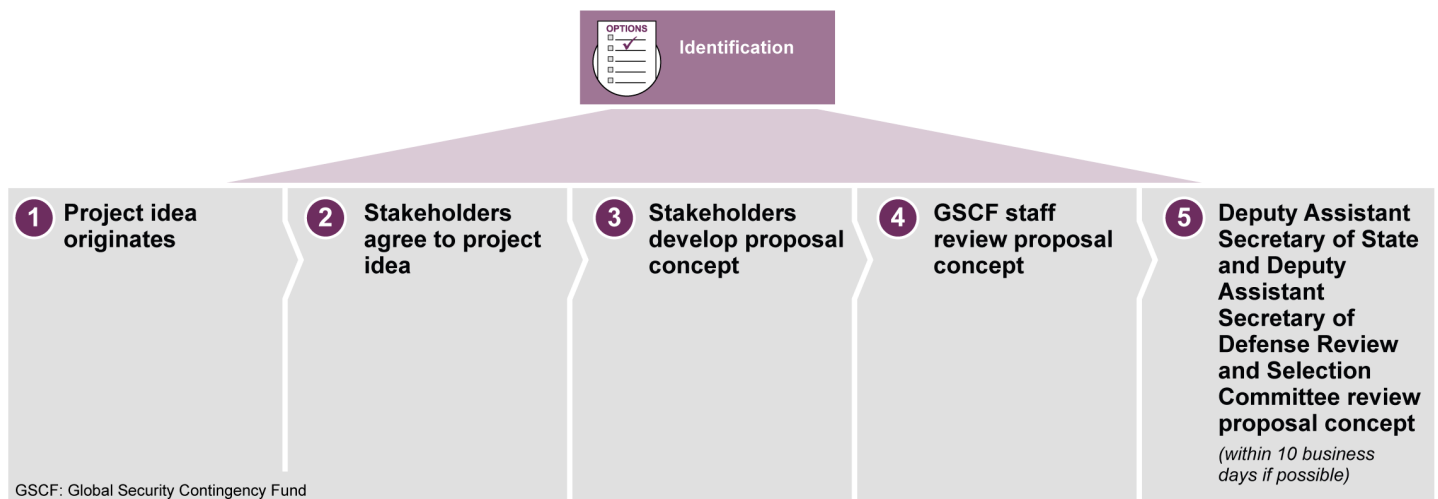 OPTIONS
Identification
1 Project idea
originates
2 Stakeholders
agree to project
idea
3 Stakeholders
develop proposal
concept
4 GSCF staff
review proposal
concept
5 Deputy Assistant
Secretary of State
and Deputy
Assistant
Secretary of
Defense Review
and Selection
Committee review
proposal concept
(within 10 business
days if possible)
GSCF: Global Security Contingency Fund